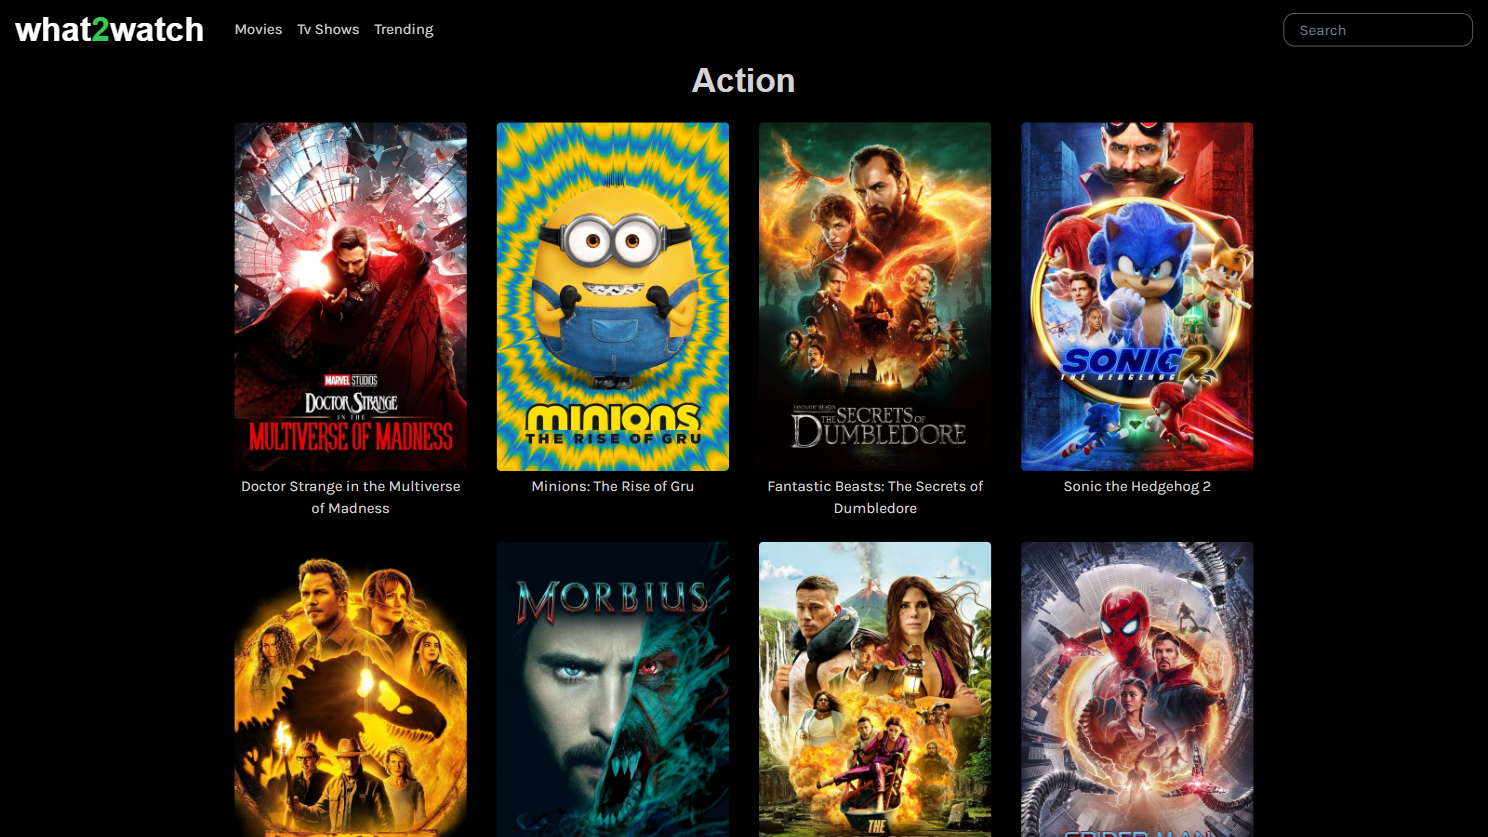 what2watch
Movies Tv Shows Trending
Search
Action
MARVEL STUDIOS
DOCTOR STRANGE
IN THE
MULTIVERSE OF MADNESS
MINIONS
THE RISE OF GRU
FANTASTIC BEASTS
THE SECRETS OF
DUMBLEDORE
SONIC 2
THE HEDGEHOG
Doctor Strange in the Multiverse
of Madness
Minions: The Rise of Gru
Fantastic Beasts: The Secrets of
Dumbledore
Sonic the Hedgehog 2
MORBIUS
THE
SPIDER-MAN